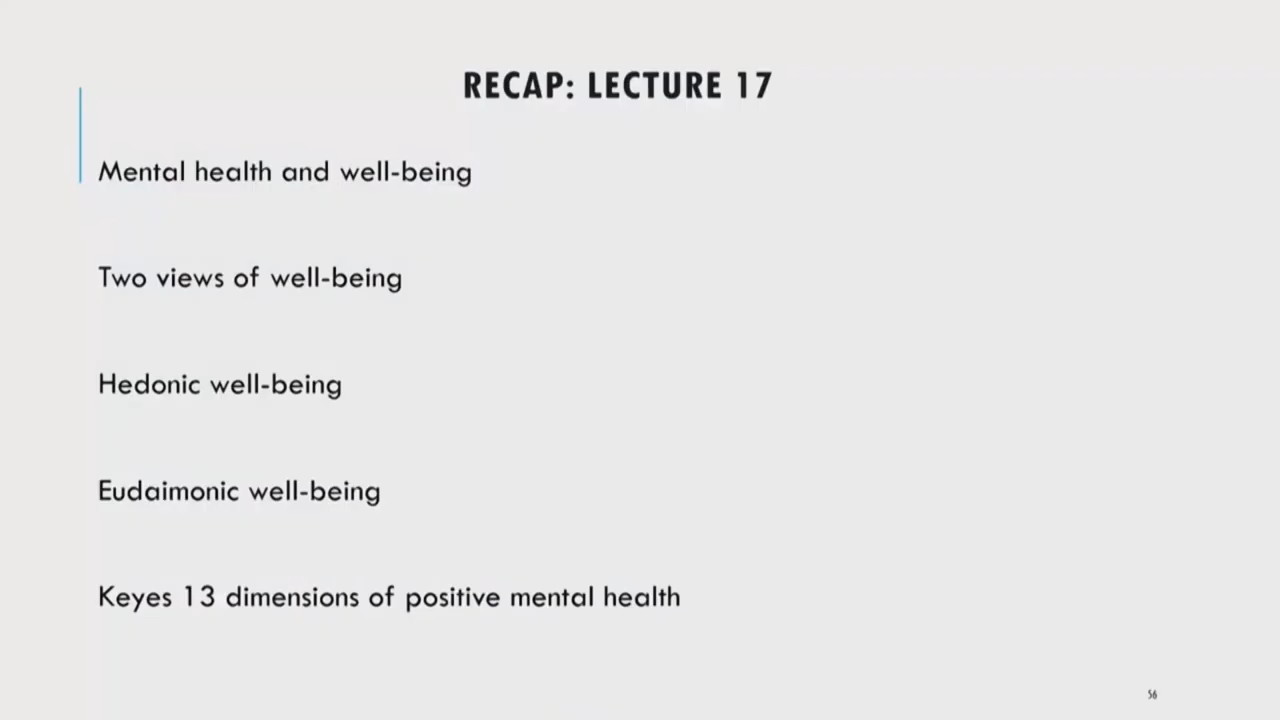 RECAP: LECTURE 17
Mental health and well-being
Two views of well-being
Hedonic well-being
Eudaimonic well-being
Keyes 13 dimensions of positive mental health
56